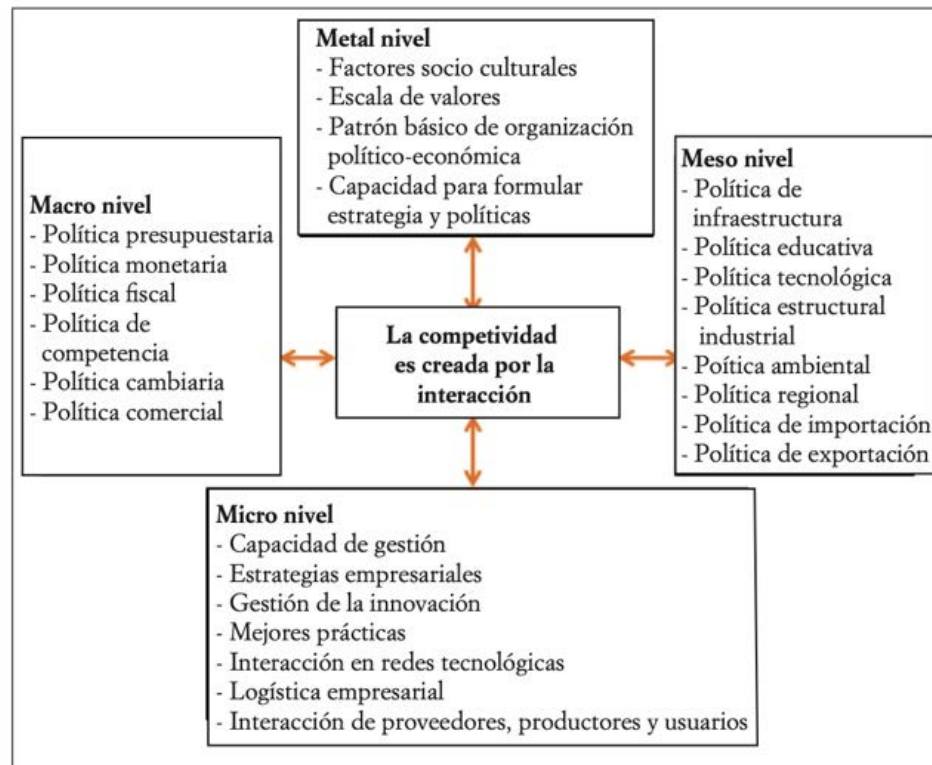 Metal nivel
- Factores socio culturales
- Escala de valores
- Patrón básico de organización
político-económica
- Capacidad para formular
estrategia y políticas
Macro nivel
- Política presupuestaria
- Política monetaria
- Política fiscal
- Política de
competencia
- Política cambiaria
- Política comercial
La competividad
es creada por la
interacción
Meso nivel
- Política de
infraestructura
- Política educativa
- Política tecnológica
- Política estructural
industrial
- Poítica ambiental
- Política regional
- Política de importación
- Política de exportación
Micro nivel
- Capacidad de gestión
- Estrategias empresariales
- Gestión de la innovación
- Mejores prácticas
- Interacción en redes tecnológicas
- Logística empresarial
- Interacción de proveedores, productores y usuarios